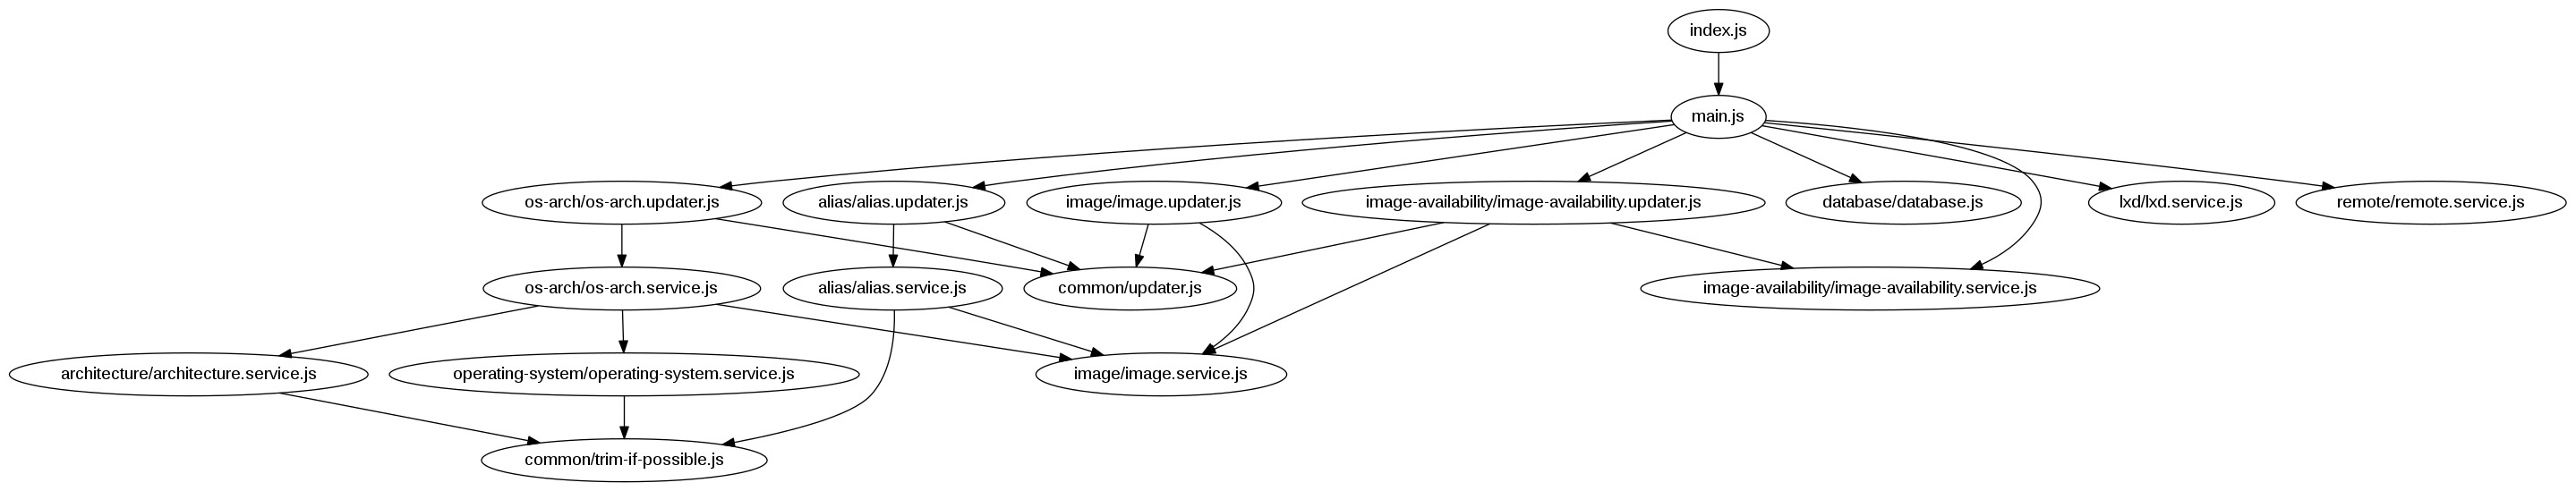 index.js
main.js
os-arch/os-arch.updater.js
alias/alias.updater.js
image/image.updater.js
image-availability/image-availability.updater.js
database/database.js
lxd/lxd.service.js
remote/remote.service.js
os-arch/os-arch.service.js
alias/alias.service.js
common/updater.js
image-availability/image-availability.service.js
architecture/architecture.service.js
operating-system/operating-system.service.js
image/image.service.js
common/trim-if-possible.js